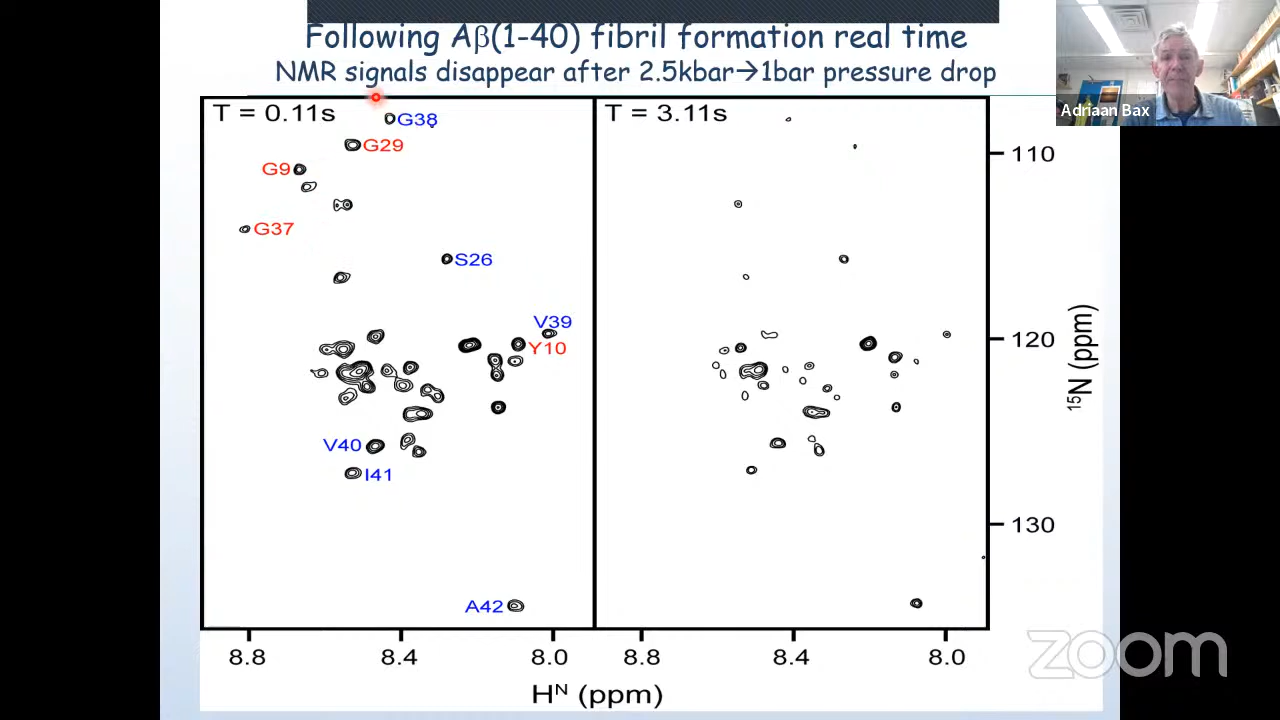 Following Aβ(1-40) fibril formation real time
NMR signals disappear after 2.5kbar→1bar pressure drop
Adriaan Bax
T = 0.11s
T = 3.11s
G38
G29
G9
G37
S26
V39
Y10
V40
I41
A42
110
120
130
¹⁵N (ppm)
8.8
8.4
8.0
8.8
8.4
8.0
Hᴺ (ppm)
zoom